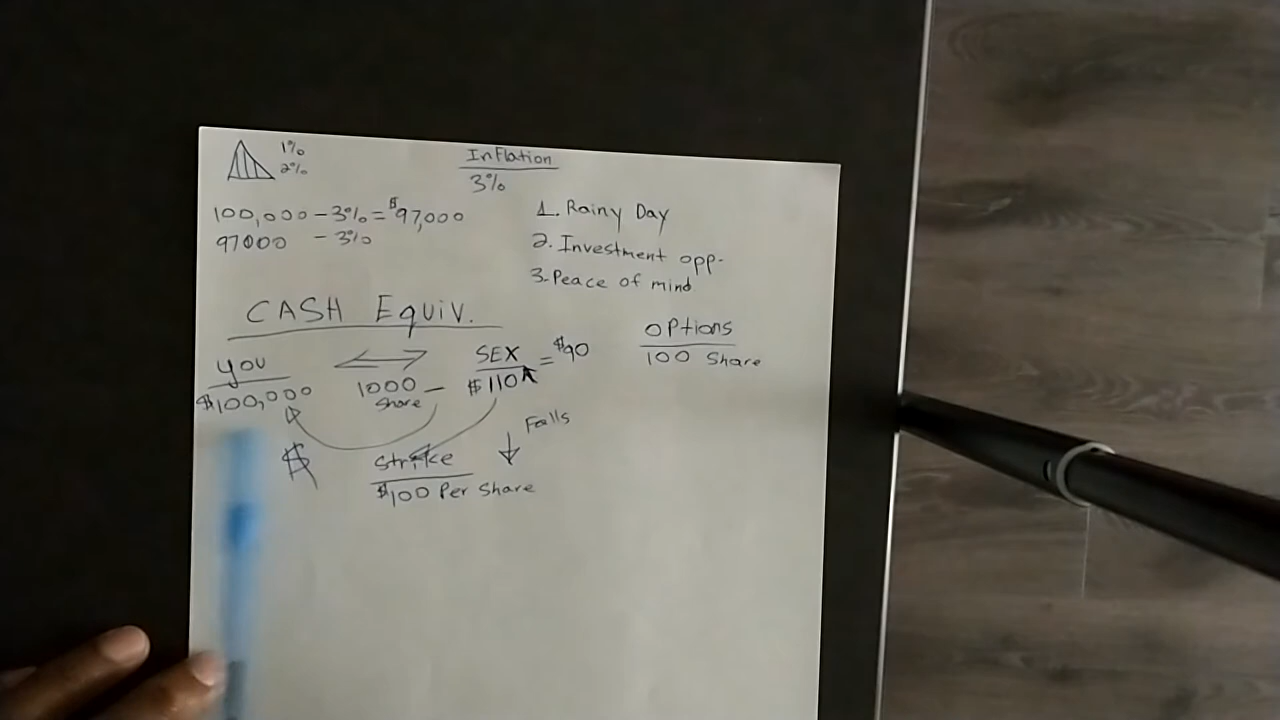 1%
2%
Inflation
3%
100,000 - 3% = $97,000
97000 - 3%
1. Rainy Day
2. Investment opp.
3. Peace of mind
CASH Equiv.
you
$100,000
1000
Share
SEX
$110
= $90
Options
100 Share
Falls
$
Strike
$100 Per Share